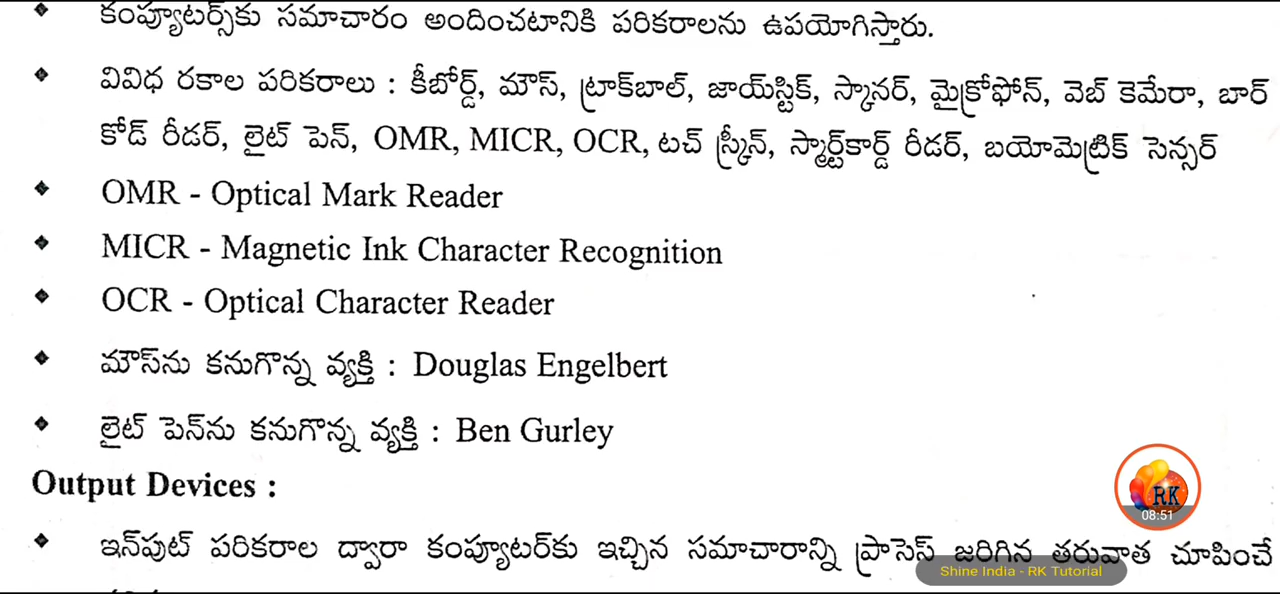 ❖ కంప్యూటర్స్‌కు సమాచారం అందించటానికి పరికరాలను ఉపయోగిస్తారు.
❖ వివిధ రకాల పరికరాలు : కీబోర్డ్, మౌస్, ట్రాక్‌బాల్, జాయ్‌స్టిక్, స్కానర్, మైక్రోఫోన్, వెబ్ కెమేరా, బార్
కోడ్ రీడర్, లైట్ పెన్, OMR, MICR, OCR, టచ్ స్క్రీన్, స్మార్ట్‌కార్డ్ రీడర్, బయోమెట్రిక్ సెన్సర్
❖ OMR - Optical Mark Reader
❖ MICR - Magnetic Ink Character Recognition
❖ OCR - Optical Character Reader
❖ మౌస్‌ను కనుగొన్న వ్యక్తి : Douglas Engelbert
❖ లైట్ పెన్‌ను కనుగొన్న వ్యక్తి : Ben Gurley
Output Devices :
❖ ఇన్‌పుట్ పరికరాల ద్వారా కంప్యూటర్‌కు ఇచ్చిన సమాచారాన్ని ప్రాసెస్ జరిగిన తరువాత చూపించే
RK
08:51
Shine India - RK Tutorial